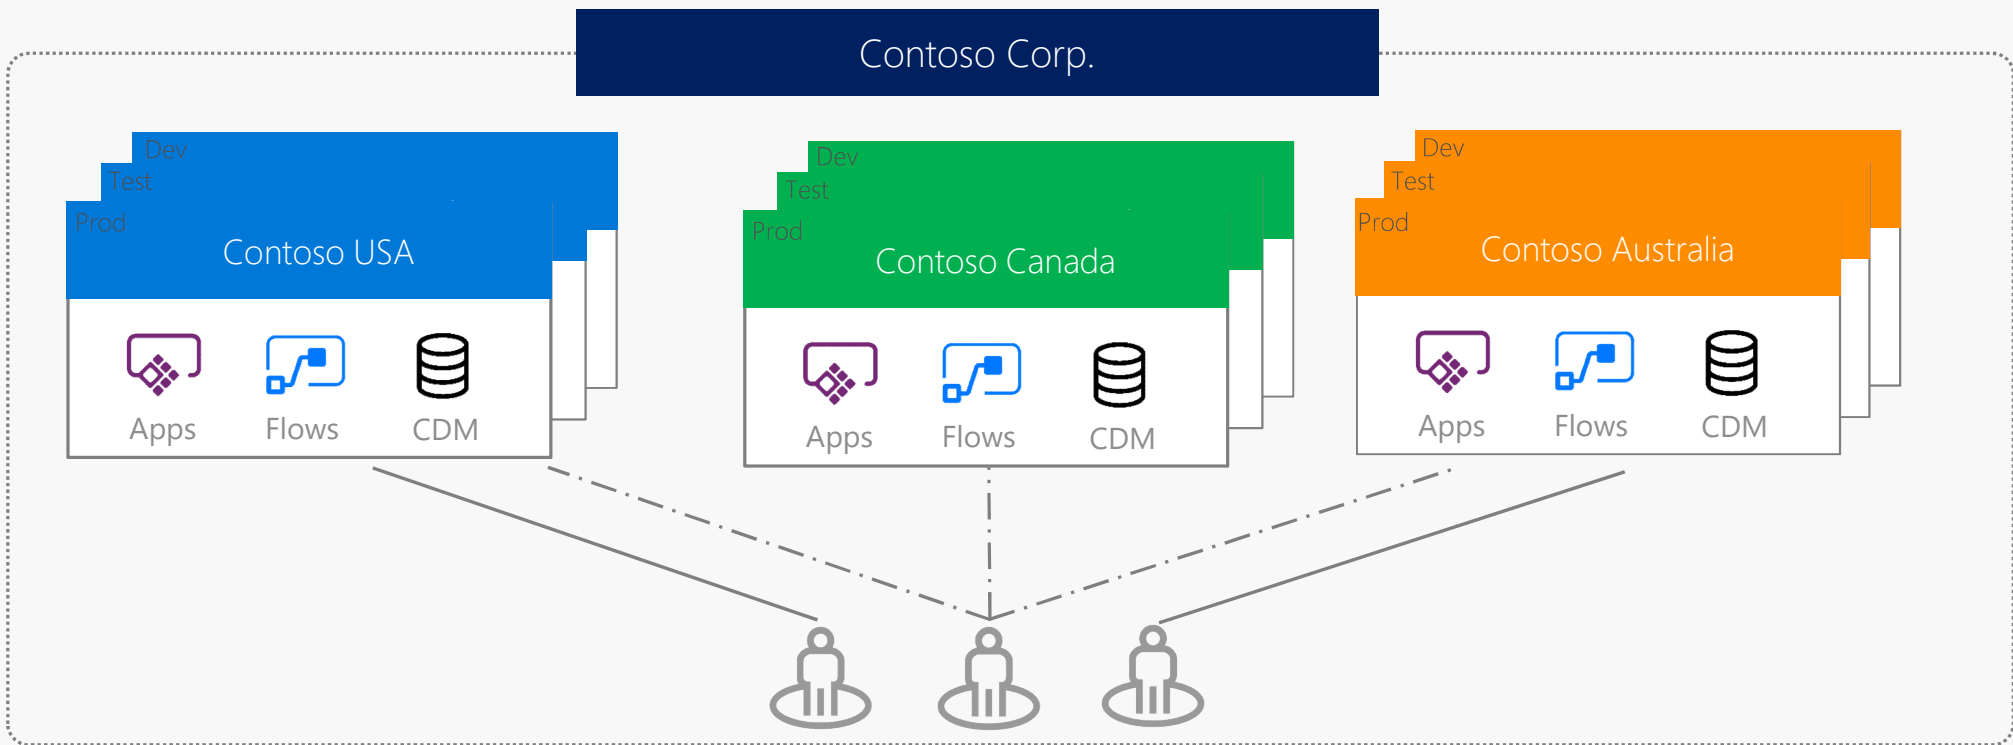 Contoso Corp.
Dev
Test
Prod
Contoso USA
Apps
Flows
CDM
Dev
Test
Prod
Contoso Canada
Apps
Flows
CDM
Dev
Test
Prod
Contoso Australia
Apps
Flows
CDM